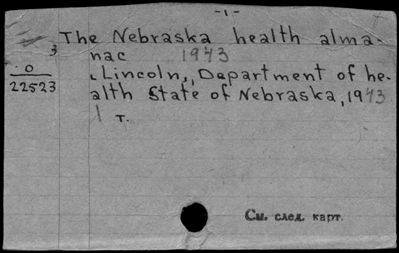 -1-
The Nebraska health alma-
3
nac 1943
0
Lincoln, Department of he-
22523
alth State of Nebraska, 1943
1 т.
См. след. карт.